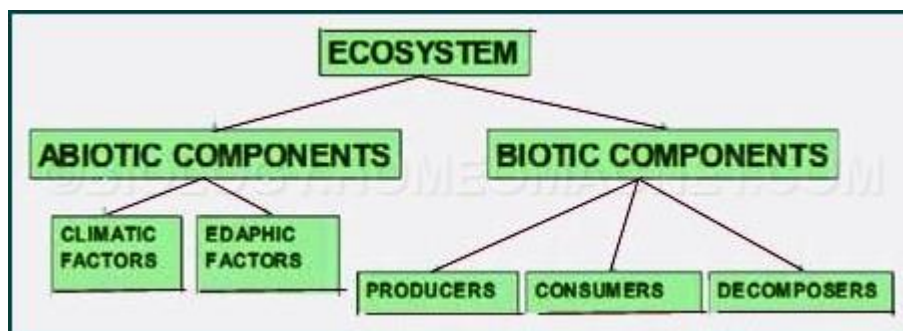 ECOSYSTEM
ABIOTIC COMPONENTS
BIOTIC COMPONENTS
CLIMATIC
FACTORS
EDAPHIC
FACTORS
PRODUCERS
CONSUMERS
DECOMPOSERS